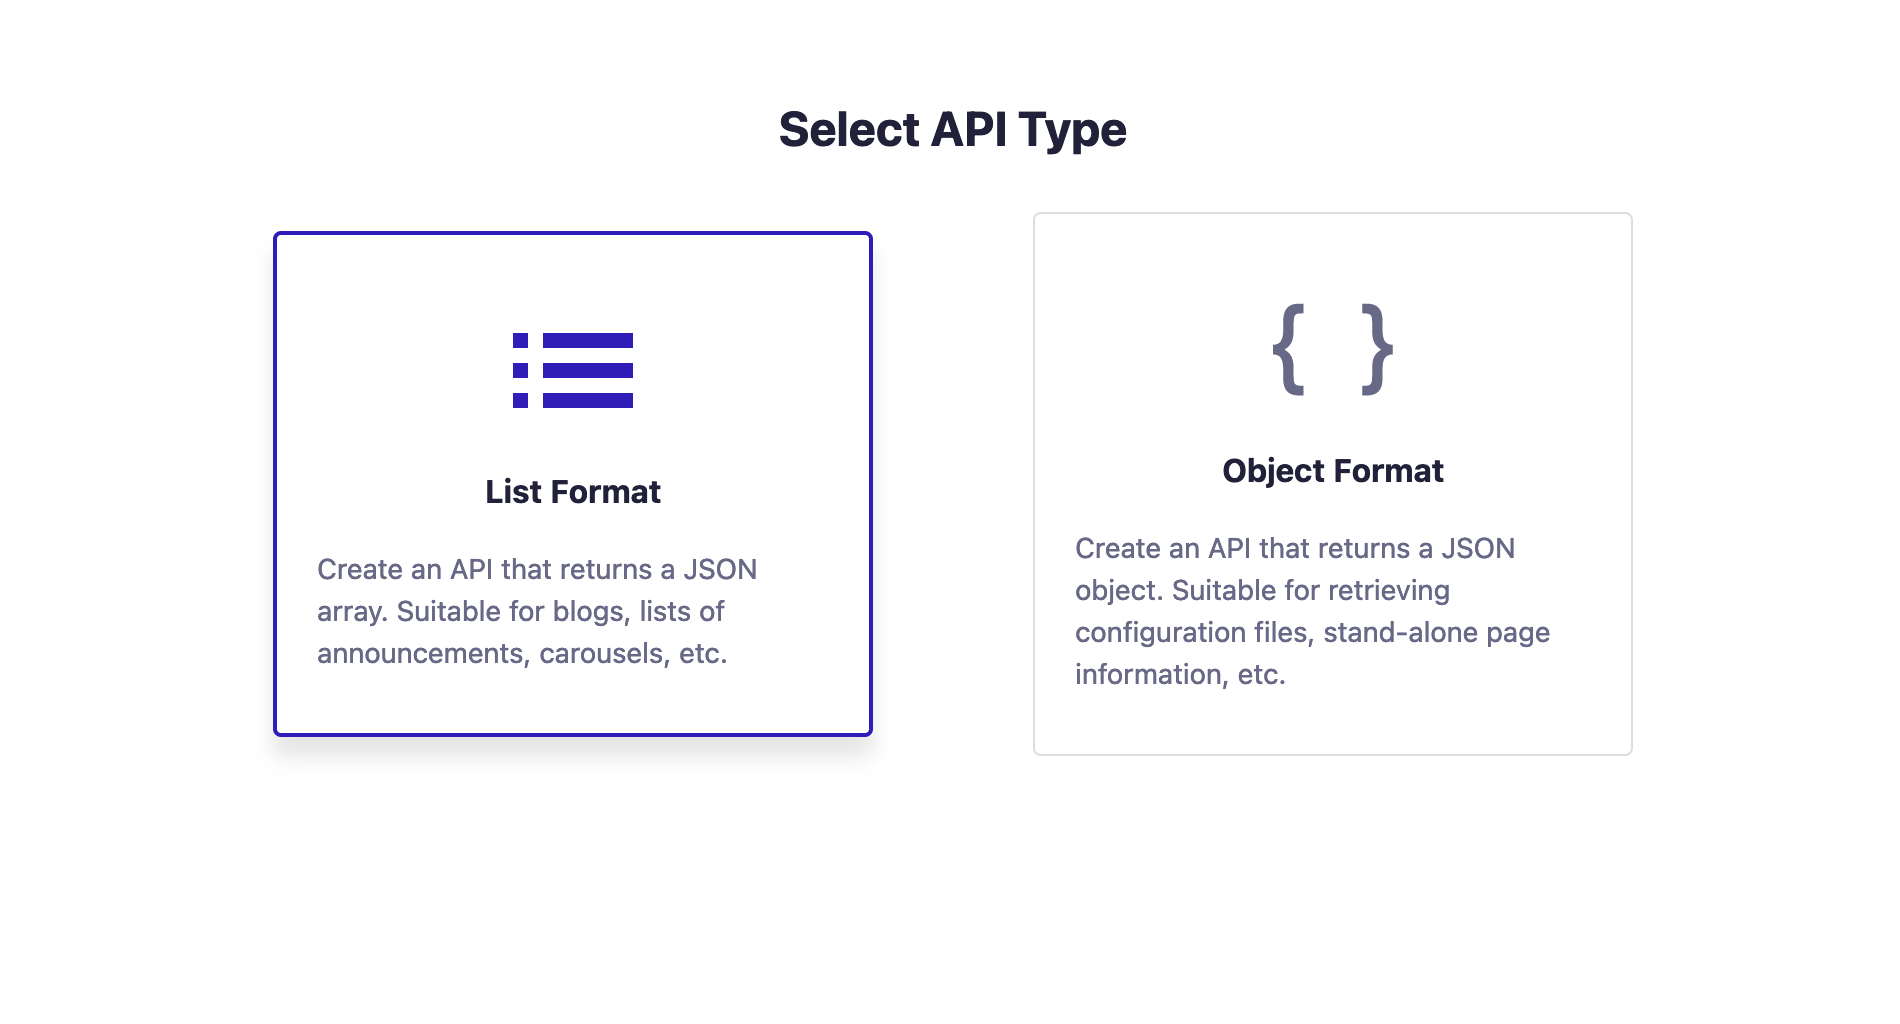 Select API Type
List Format
Create an API that returns a JSON
array. Suitable for blogs, lists of
announcements, carousels, etc.
{ }
Object Format
Create an API that returns a JSON
object. Suitable for retrieving
configuration files, stand-alone page
information, etc.